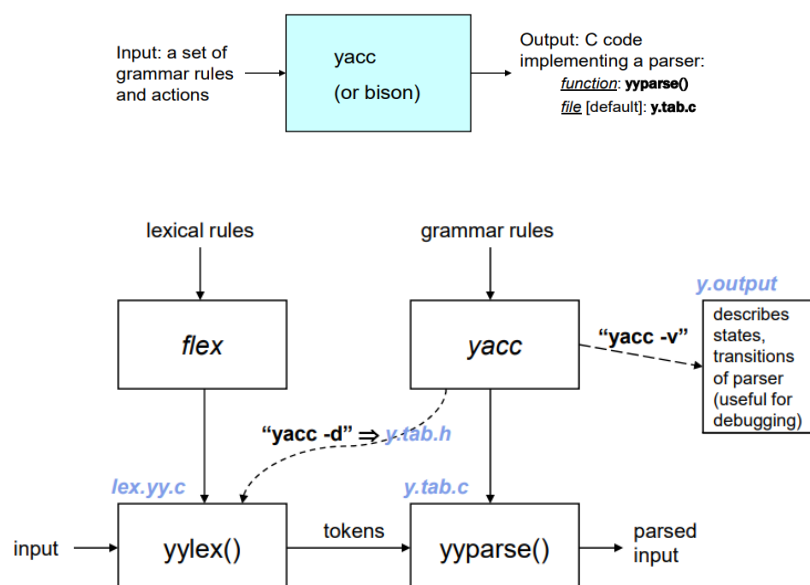 Input: a set of
grammar rules
and actions
yacc
(or bison)
Output: C code
implementing a parser:
function: yyparse()
file [default]: y.tab.c
lexical rules
grammar rules
flex
yacc
"yacc -v"
y.output
describes
states,
transitions
of parser
(useful for
debugging)
“yacc -d” ⇒ y.tab.h
lex.yy.c
y.tab.c
input
yylex()
tokens
yyparse()
parsed
input